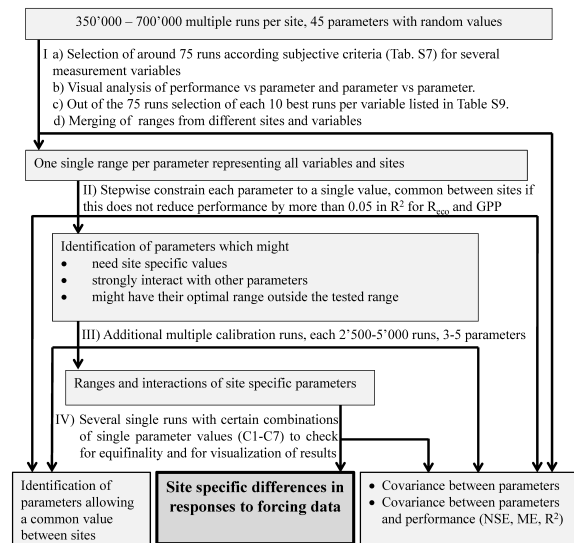 350'000 – 700'000 multiple runs per site, 45 parameters with random values
I a) Selection of around 75 runs according subjective criteria (Tab. S7) for several
measurement variables
b) Visual analysis of performance vs parameter and parameter vs parameter.
c) Out of the 75 runs selection of each 10 best runs per variable listed in Table S9.
d) Merging of ranges from different sites and variables
One single range per parameter representing all variables and sites
II) Stepwise constrain each parameter to a single value, common between sites if
this does not reduce performance by more than 0.05 in R² for Reco and GPP
Identification of parameters which might
• need site specific values
• strongly interact with other parameters
• might have their optimal range outside the tested range
III) Additional multiple calibration runs, each 2'500-5'000 runs, 3-5 parameters
Ranges and interactions of site specific parameters
IV) Several single runs with certain combinations
of single parameter values (C1-C7) to check
for equifinality and for visualization of results
Identification of
parameters allowing
a common value
between sites
Site specific differences in
responses to forcing data
• Covariance between parameters
• Covariance between parameters
and performance (NSE, ME, R²)